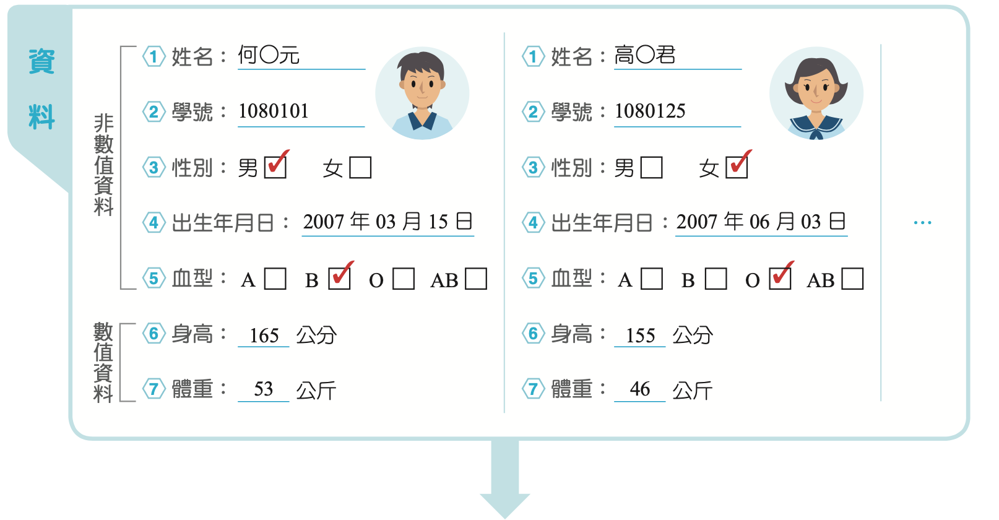 資料
非數值資料
1 姓名：何○元
2 學號：1080101
3 性別：男 ☑ 女 □
4 出生年月日：2007 年 03 月 15 日
5 血型：A □ B ☑ O □ AB □
數值資料
6 身高：165 公分
7 體重：53 公斤
1 姓名：高○君
2 學號：1080125
3 性別：男 □ 女 ☑
4 出生年月日：2007 年 06 月 03 日
5 血型：A □ B □ O ☑ AB □
6 身高：155 公分
7 體重：46 公斤
…